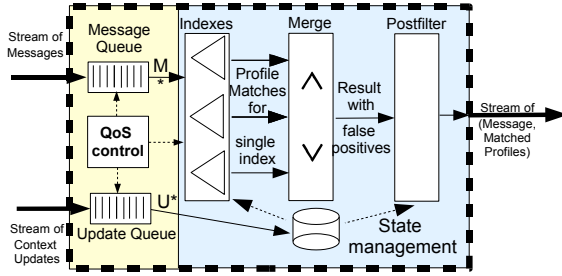 Stream of
Messages
Message
Queue
M
*
QoS
control
U*
Update Queue
Stream of
Context
Updates
Indexes
Profile
Matches
for
single
index
Merge
∧
∨
Result
with
false
positives
Postfilter
State
management
Stream of
(Message,
Matched
Profiles)